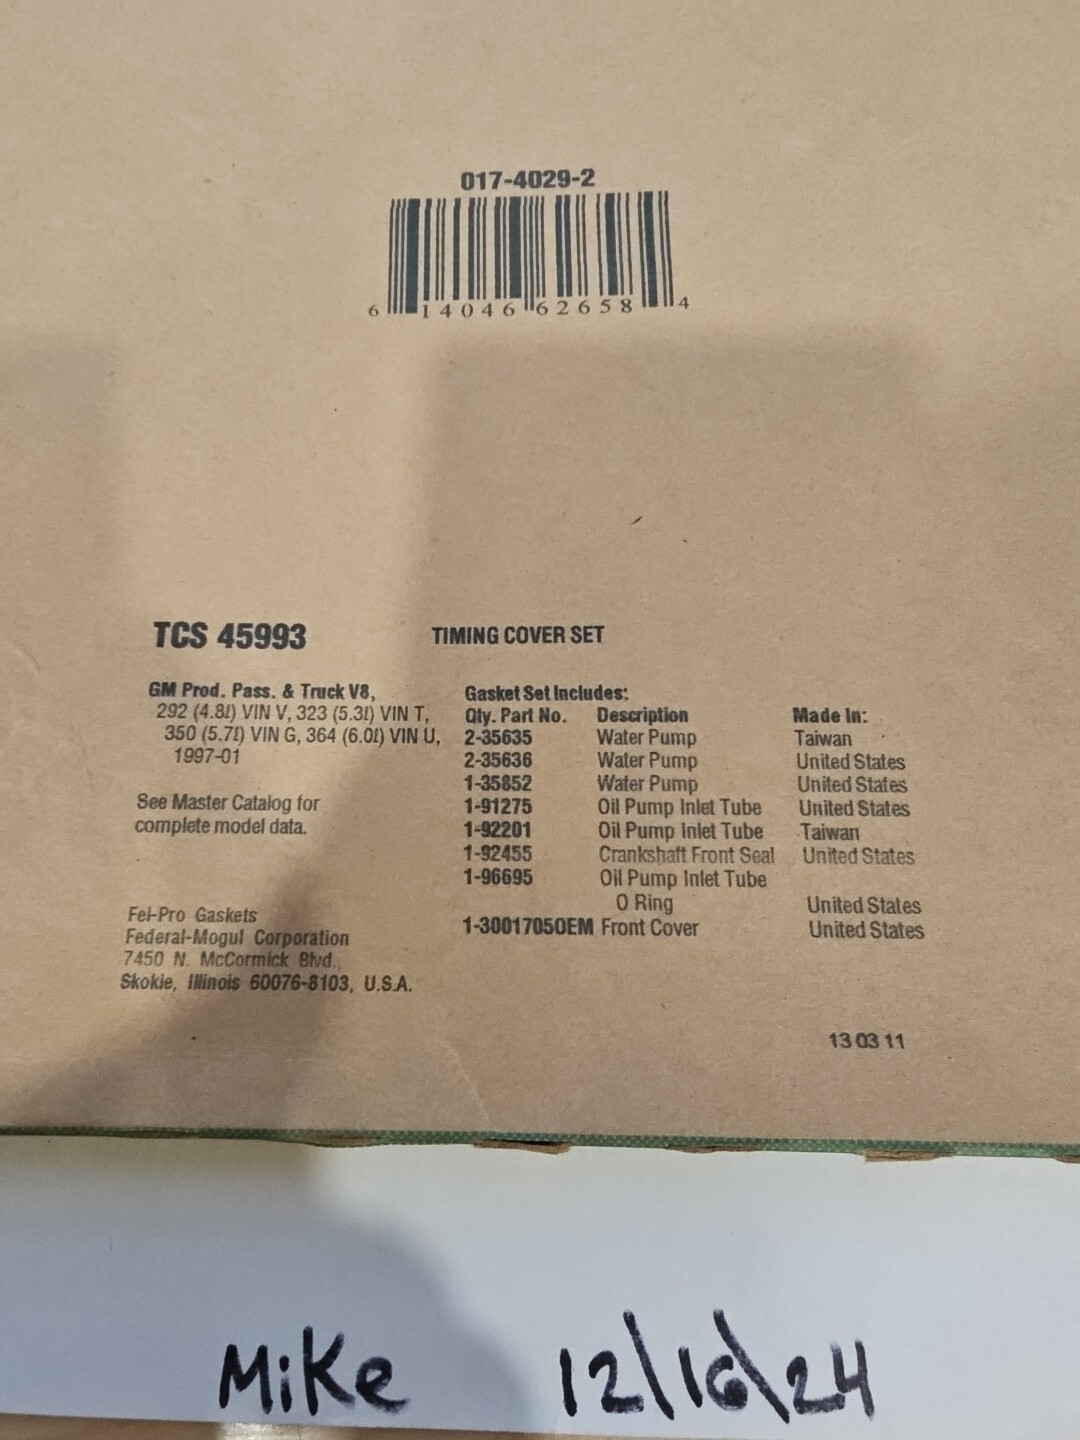 017-4029-2
6 14046 62658 4
TCS 45993 TIMING COVER SET
GM Prod. Pass. & Truck V8,
292 (4.8l) VIN V, 323 (5.3l) VIN T,
350 (5.7l) VIN G, 364 (6.0l) VIN U,
1997-01
See Master Catalog for
complete model data.
Fel-Pro Gaskets
Federal-Mogul Corporation
7450 N. McCormick Blvd.,
Skokie, Illinois 60076-8103, U.S.A.
Gasket Set Includes:
Qty. Part No. Description Made In:
2-35635 Water Pump Taiwan
2-35636 Water Pump United States
1-35852 Water Pump United States
1-91275 Oil Pump Inlet Tube United States
1-92201 Oil Pump Inlet Tube Taiwan
1-92455 Crankshaft Front Seal United States
1-96695 Oil Pump Inlet Tube
O Ring United States
1-3001705OEM Front Cover United States
13 03 11
MiKe 12\16\24